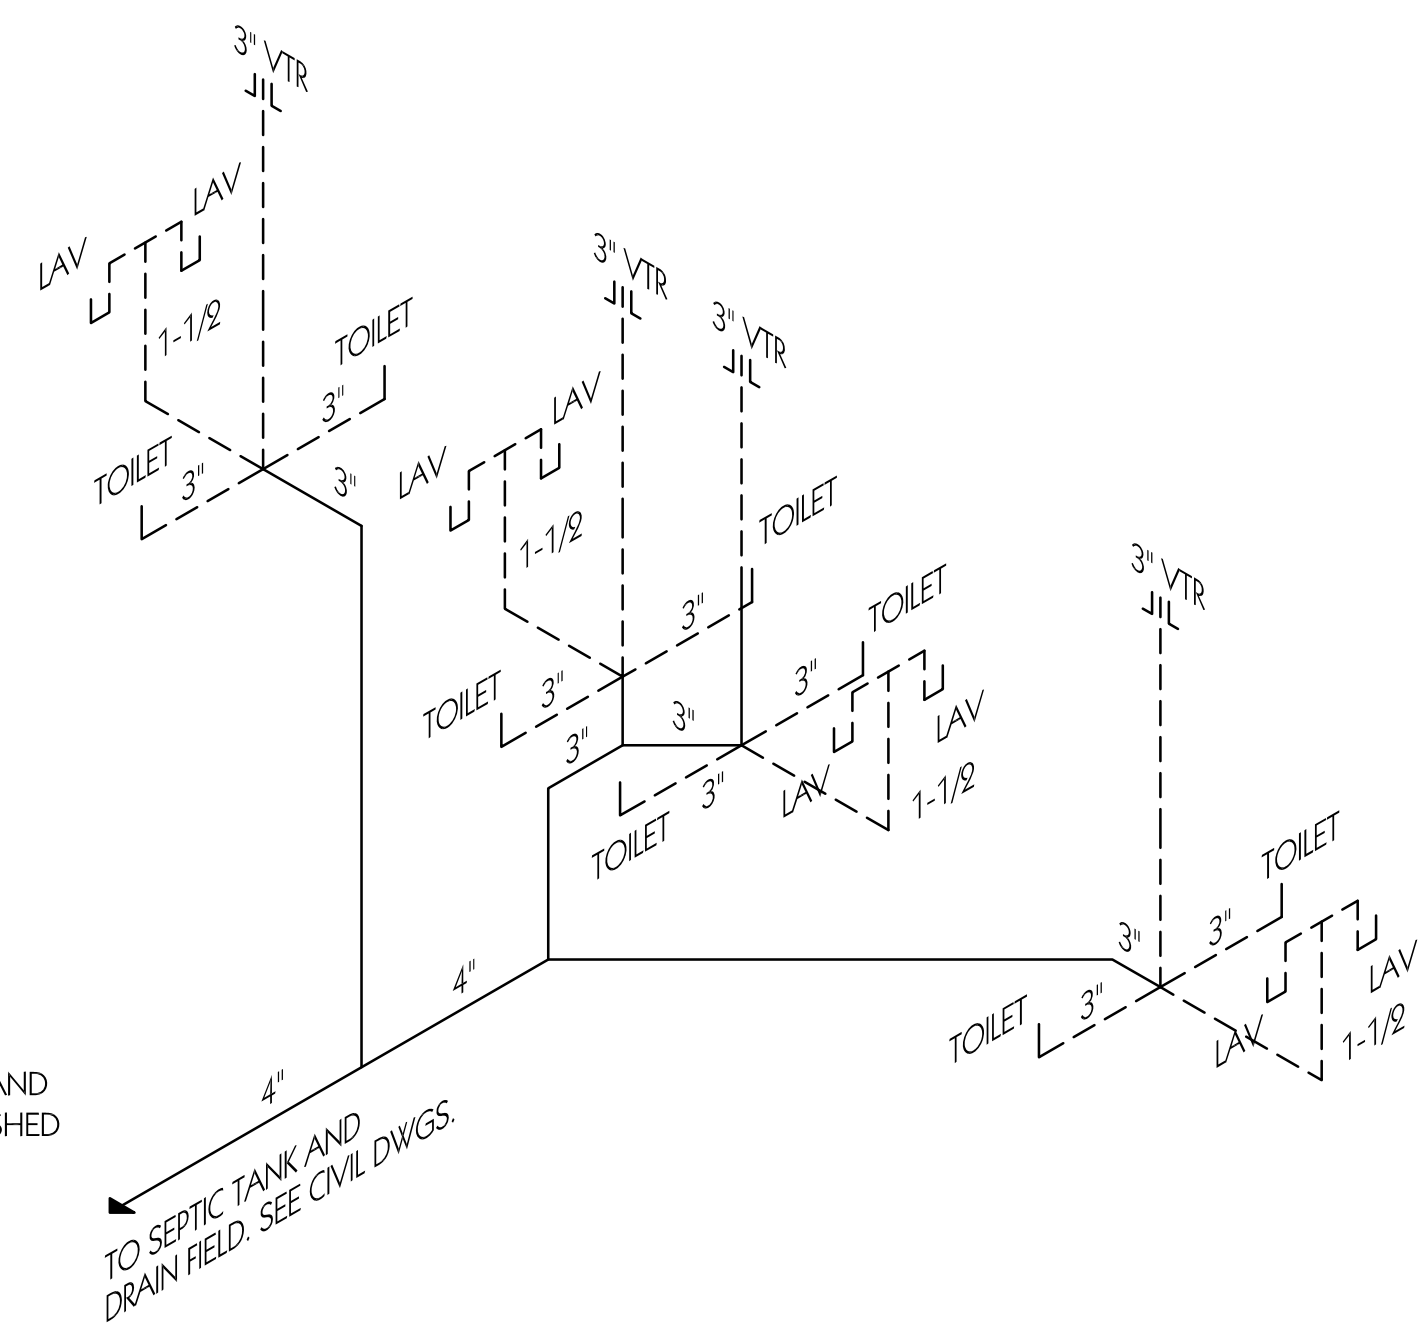 3" VTR
LAV
LAV
1-1/2
TOILET
3"
TOILET
3"
3"
3" VTR
3" VTR
LAV
LAV
1-1/2
TOILET
3"
TOILET
3"
3"
3"
TOILET
3"
TOILET
3"
LAV
LAV
1-1/2
3" VTR
TOILET
3"
3"
TOILET
3"
LAV
LAV
1-1/2
4"
4"
AND
SHED
TO SEPTIC TANK AND
DRAIN FIELD. SEE CIVIL DWGS.